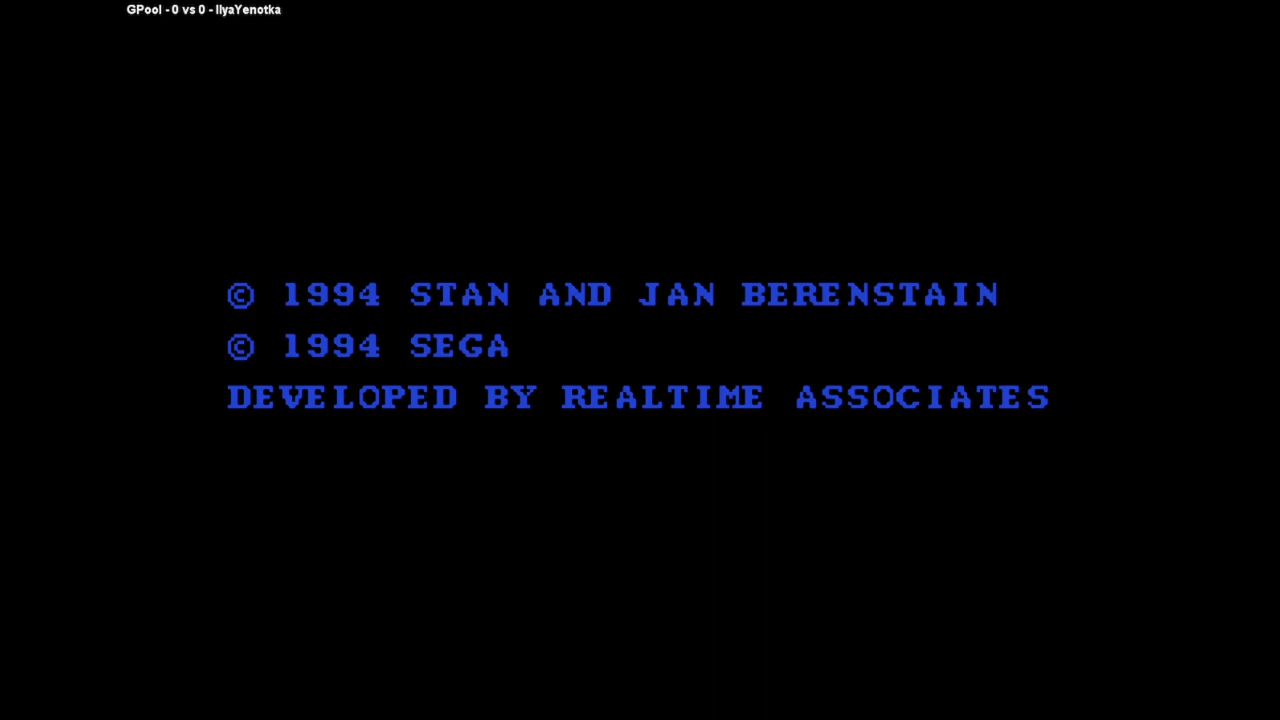 GPool - 0 vs 0 - IlyaYenotka
© 1994 STAN AND JAN BERENSTAIN
© 1994 SEGA
DEVELOPED BY REALTIME ASSOCIATES